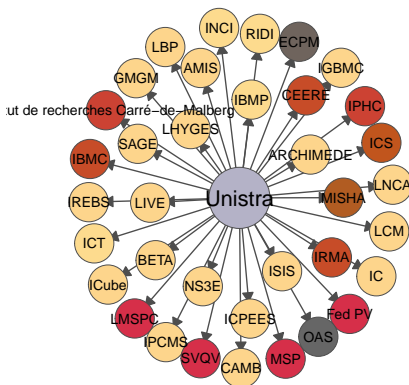 INCI
RIDI
LBP
ECPM
AMIS
GMGM
IGBMC
CEERE
IBMP
IPHC
tut de recherches Carré-de-Malberg
LHYGES
ICS
SAGE
ARCHIMEDE
IBMC
LNCA
MISHA
Unistra
IREBS
LIVE
LCM
ICT
IRMA
BETA
ISIS
IC
ICube
NS3E
LMSPC
Fed PV
ICPEES
OAS
IPCMS
SVQV
MSP
CAMB